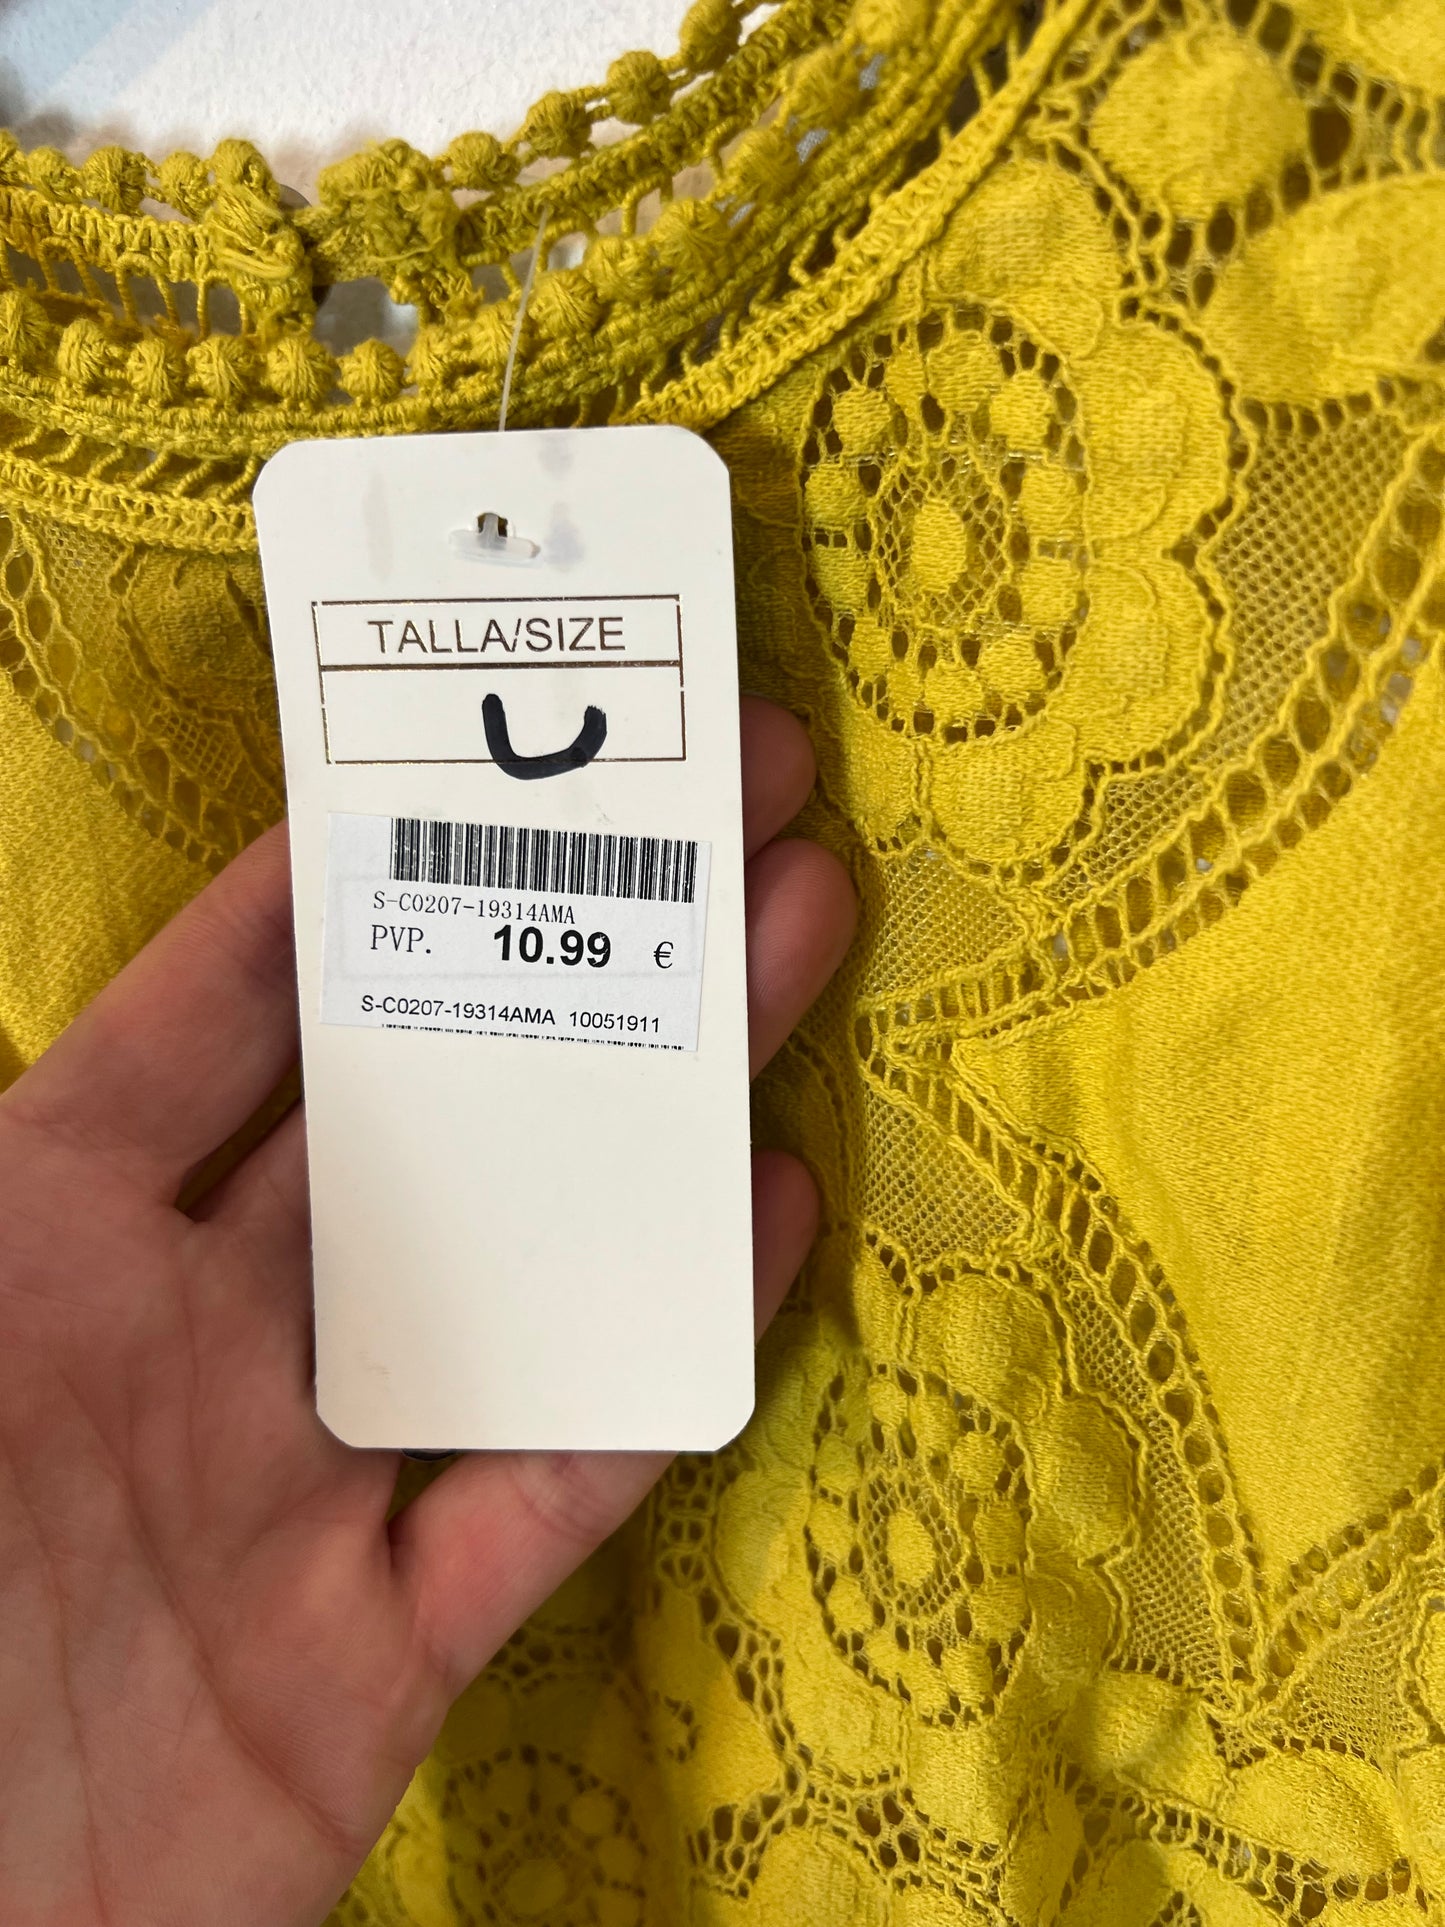 TALLA/SIZE
U
S-C0207-19314AMA
PVP. 10.99 €
S-C0207-19314AMA 10051911